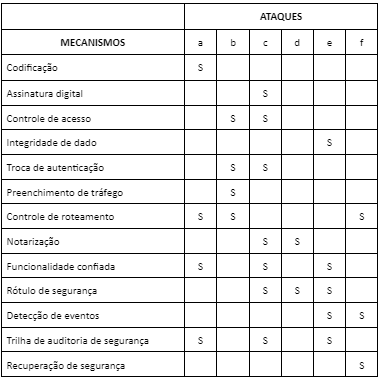 ATAQUES
MECANISMOS a b c d e f
Codificação S
Assinatura digital S
Controle de acesso S S
Integridade de dado S
Troca de autenticação S S
Preenchimento de tráfego S
Controle de roteamento S S S
Notarização S S
Funcionalidade confiada S S S
Rótulo de segurança S S S
Detecção de eventos S S
Trilha de auditoria de segurança S S S
Recuperação de segurança S